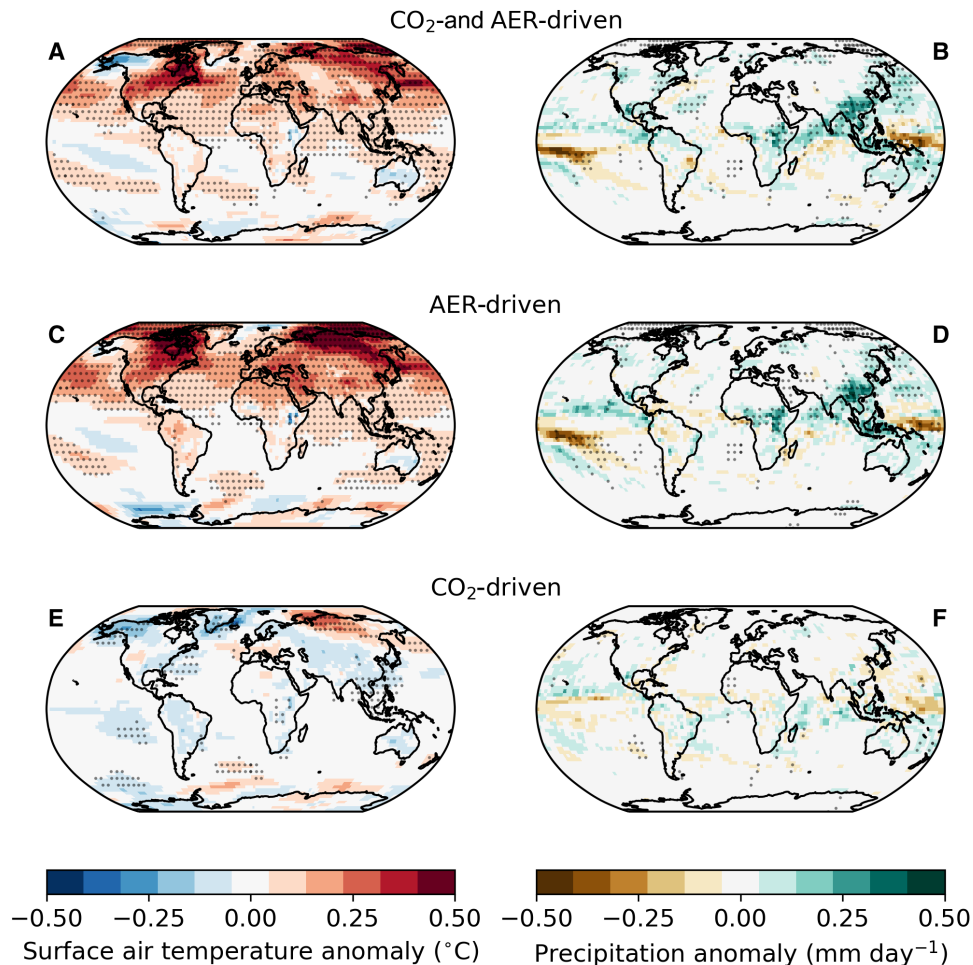 CO₂-and AER-driven
A
B
AER-driven
C
D
CO₂-driven
E
F
−0.50 −0.25 0.00 0.25 0.50
Surface air temperature anomaly (°C)
−0.50 −0.25 0.00 0.25 0.50
Precipitation anomaly (mm day⁻¹)